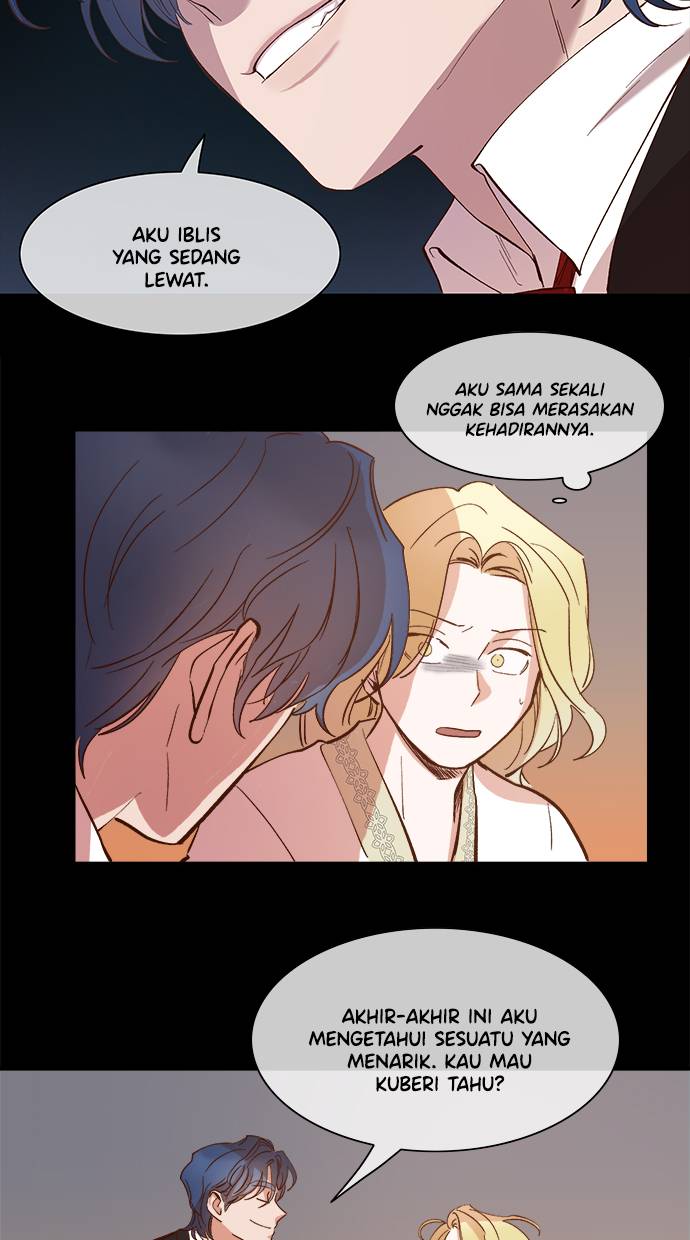 AKU IBLIS
YANG SEDANG
LEWAT.
AKU SAMA SEKALI
NGGAK BISA MERASAKAN
KEHADIRANNYA.
AKHIR-AKHIR INI AKU
MENGETAHUI SESUATU YANG
MENARIK. KAU MAU
KUBERI TAHU?